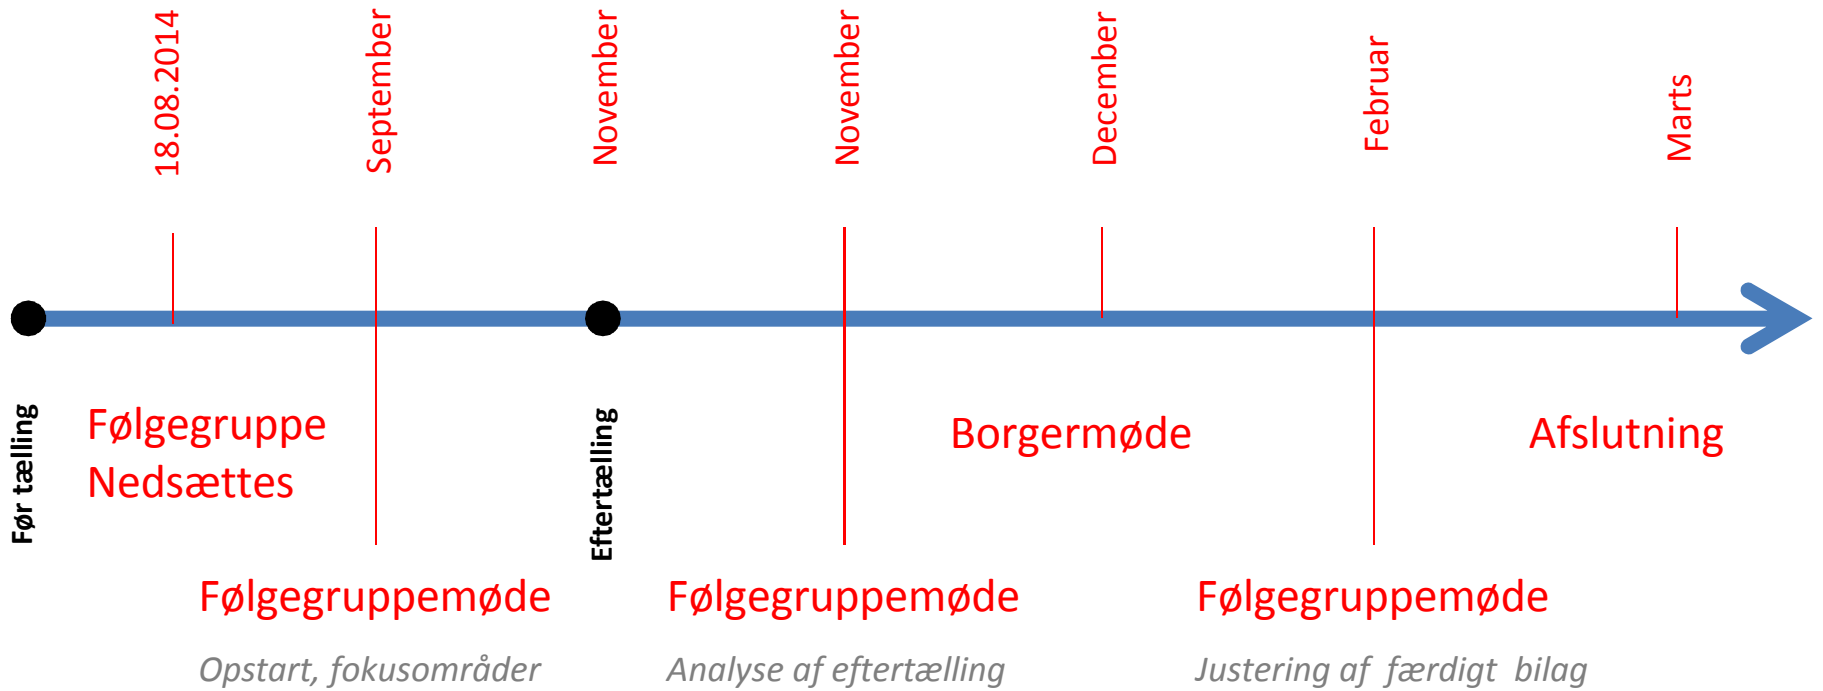 18.08.2014
September
November
November
December
Februar
Marts
Før tælling
Følgegruppe
Nedsættes
Eftertælling
Borgermøde
Afslutning
Følgegruppemøde
Følgegruppemøde
Følgegruppemøde
Opstart, fokusområder
Analyse af eftertælling
Justering af færdigt bilag